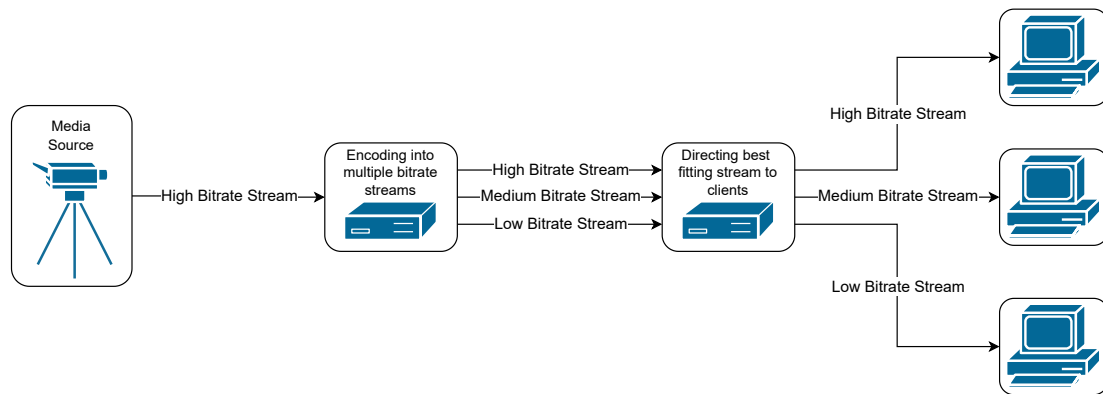 Media
Source
High Bitrate Stream
Encoding into
multiple bitrate
streams
High Bitrate Stream
Medium Bitrate Stream
Low Bitrate Stream
Directing best
fitting stream to
clients
High Bitrate Stream
Medium Bitrate Stream
Low Bitrate Stream